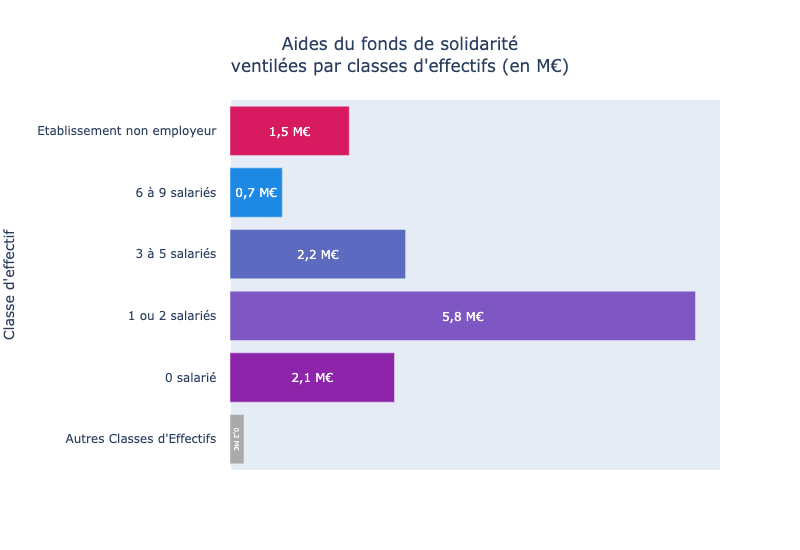 Aides du fonds de solidarité
ventilées par classes d'effectifs (en M€)
Classe d'effectif
Etablissement non employeur
1,5 M€
6 à 9 salariés
0,7 M€
3 à 5 salariés
2,2 M€
1 ou 2 salariés
5,8 M€
0 salarié
2,1 M€
Autres Classes d'Effectifs
0,2 M€